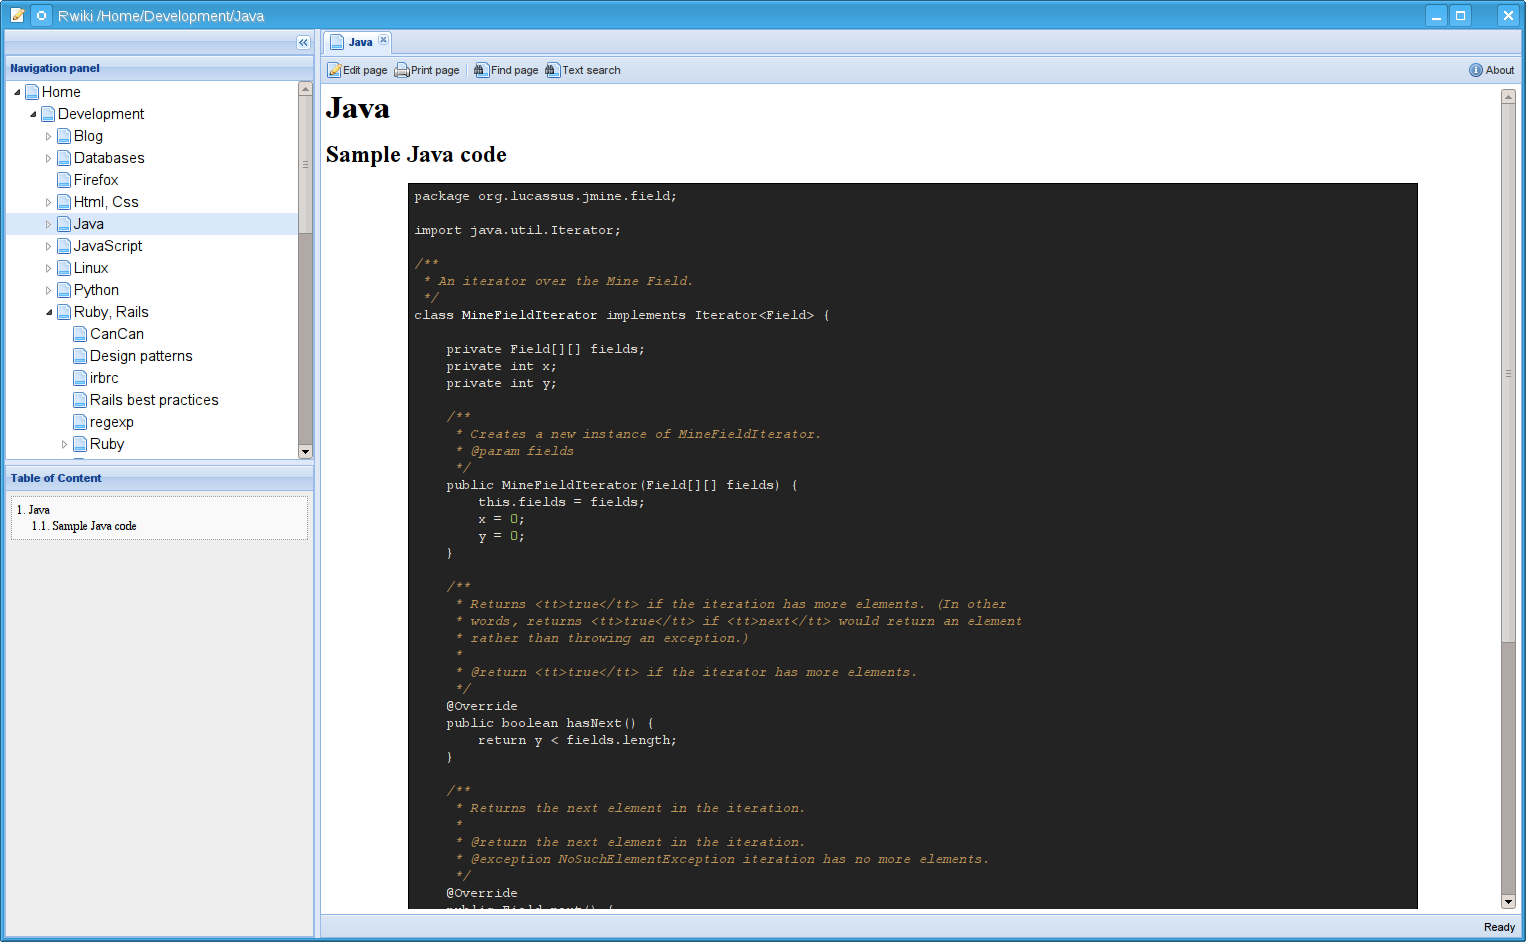 Rwiki /Home/Development/Java
Navigation panel
Home
Development
Blog
Databases
Firefox
Html, Css
Java
JavaScript
Linux
Python
Ruby, Rails
CanCan
Design patterns
irbrc
Rails best practices
regexp
Ruby
Table of Content
1. Java
1.1. Sample Java code
Java
Edit page Print page Find page Text search About
Java
Sample Java code
package org.lucassus.jmine.field;

import java.util.Iterator;

/**
 * An iterator over the Mine Field.
 */
class MineFieldIterator implements Iterator<Field> {

    private Field[][] fields;
    private int x;
    private int y;

    /**
     * Creates a new instance of MineFieldIterator.
     * @param fields
     */
    public MineFieldIterator(Field[][] fields) {
        this.fields = fields;
        x = 0;
        y = 0;
    }

    /**
     * Returns <tt>true</tt> if the iteration has more elements. (In other
     * words, returns <tt>true</tt> if <tt>next</tt> would return an element
     * rather than throwing an exception.)
     *
     * @return <tt>true</tt> if the iterator has more elements.
     */
    @Override
    public boolean hasNext() {
        return y < fields.length;
    }

    /**
     * Returns the next element in the iteration.
     *
     * @return the next element in the iteration.
     * @exception NoSuchElementException iteration has no more elements.
     */
    @Override
    public Field next() {
Ready